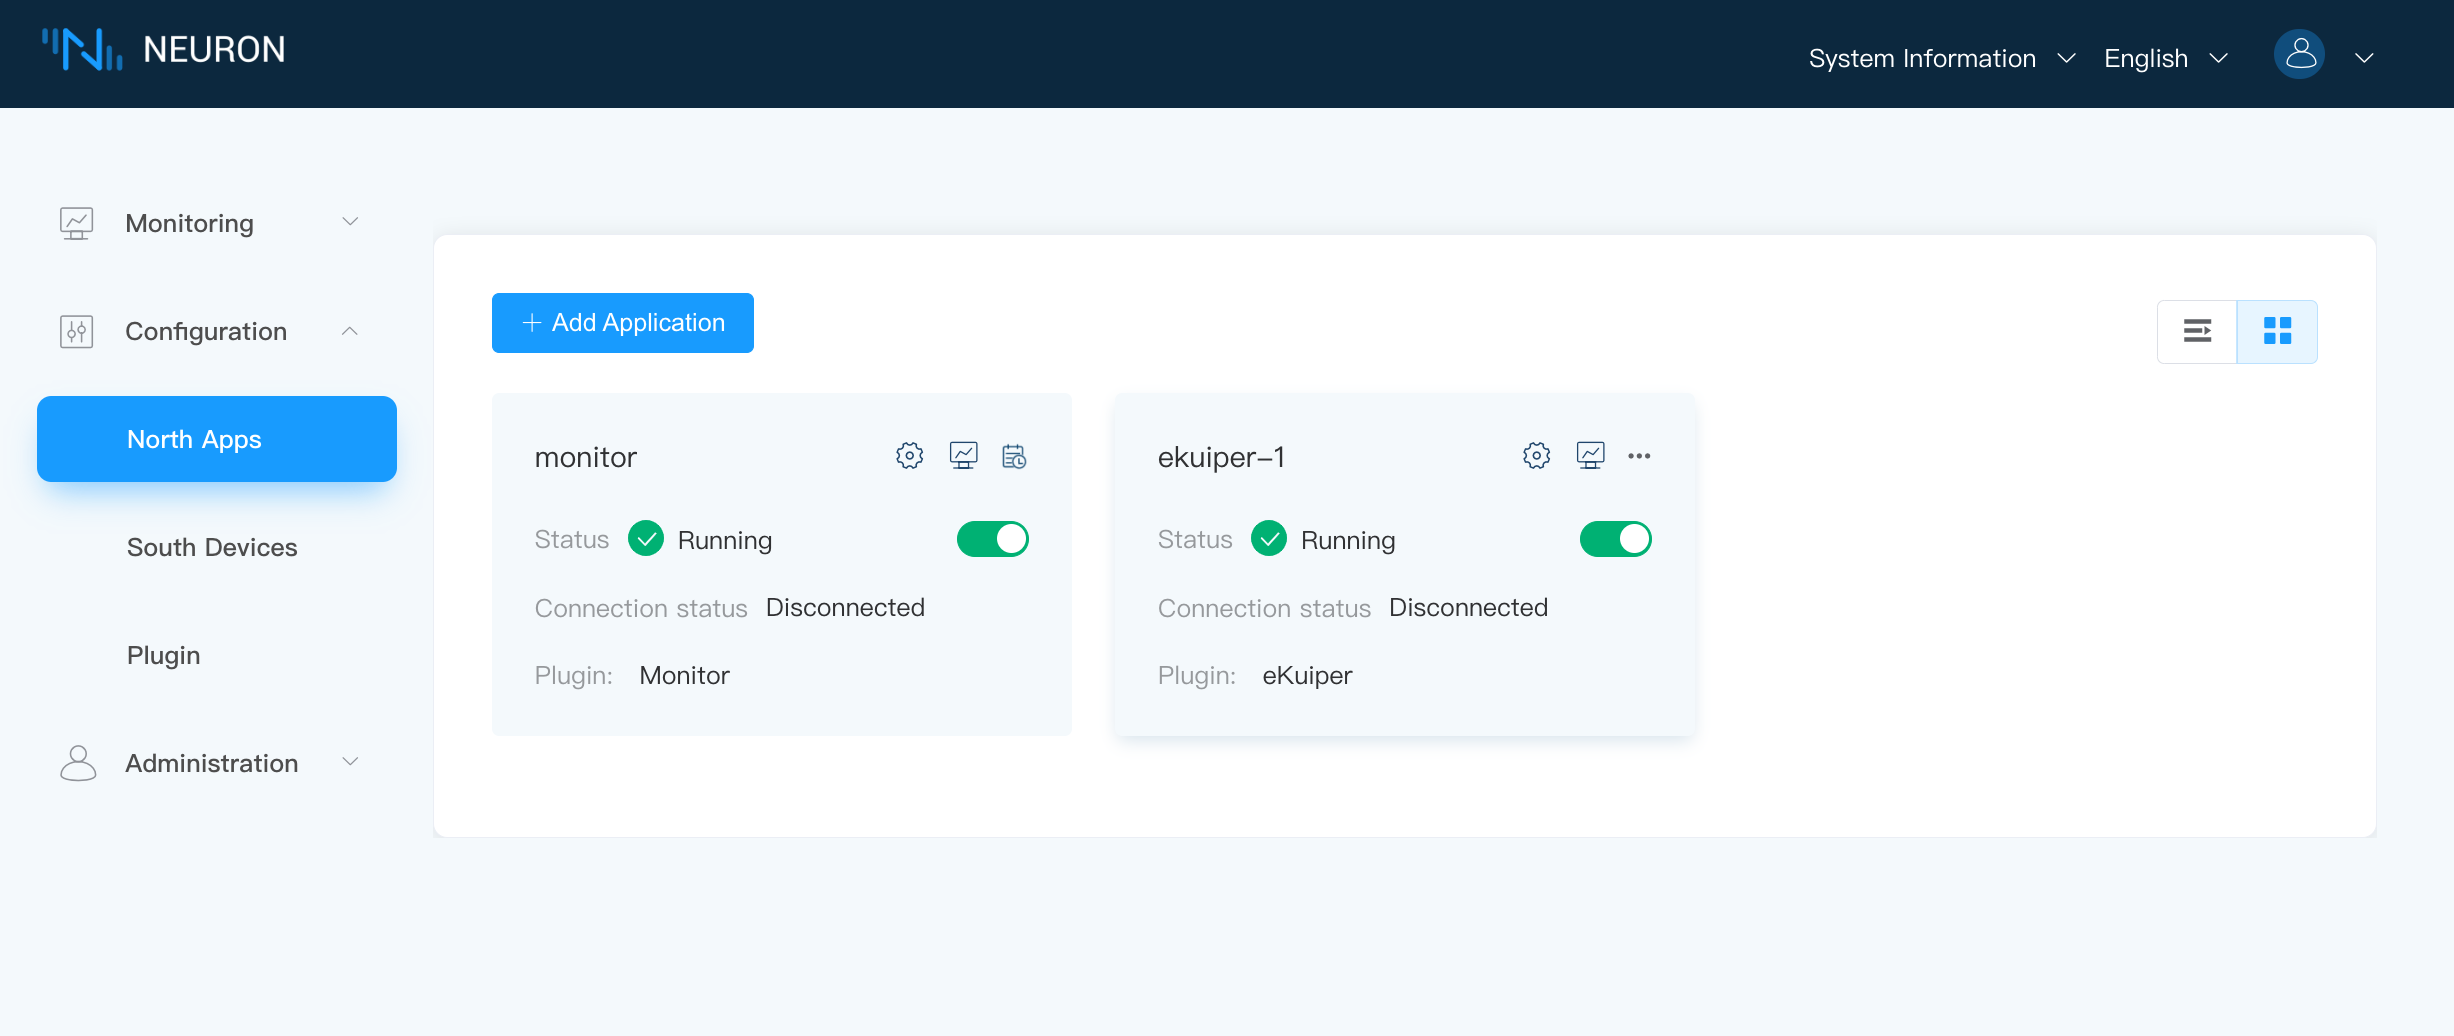 NEURON
System Information
English
Monitoring
Configuration
North Apps
South Devices
Plugin
Administration
+ Add Application
monitor
Status Running
Connection status Disconnected
Plugin: Monitor
ekuiper-1
Status Running
Connection status Disconnected
Plugin: eKuiper